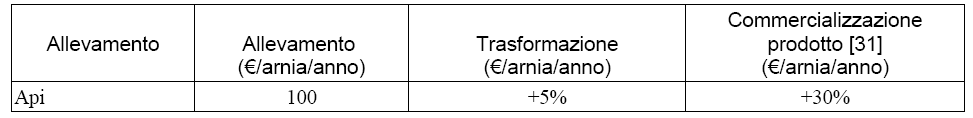 Allevamento
Allevamento
(€/arnia/anno)
Trasformazione
(€/arnia/anno)
Commercializzazione
prodotto [31]
(€/arnia/anno)
Api 100 +5% +30%